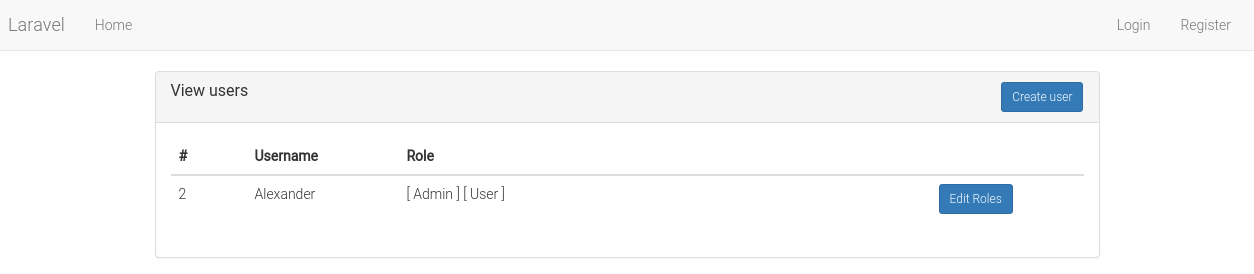 Laravel Home Login Register
View users Create user
# Username Role
2 Alexander [ Admin ] [ User ] Edit Roles